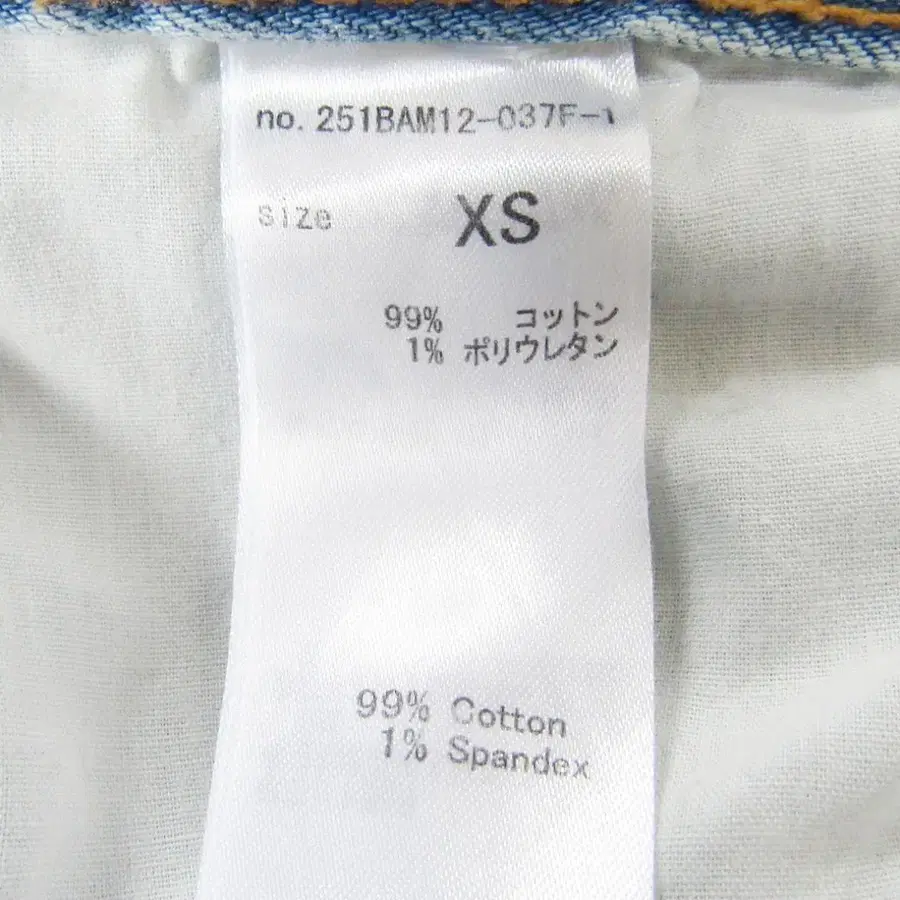 no. 251BAM12-037F-1
size XS
99% コットン
1% ポリウレタン
99% Cotton
1% Spandex